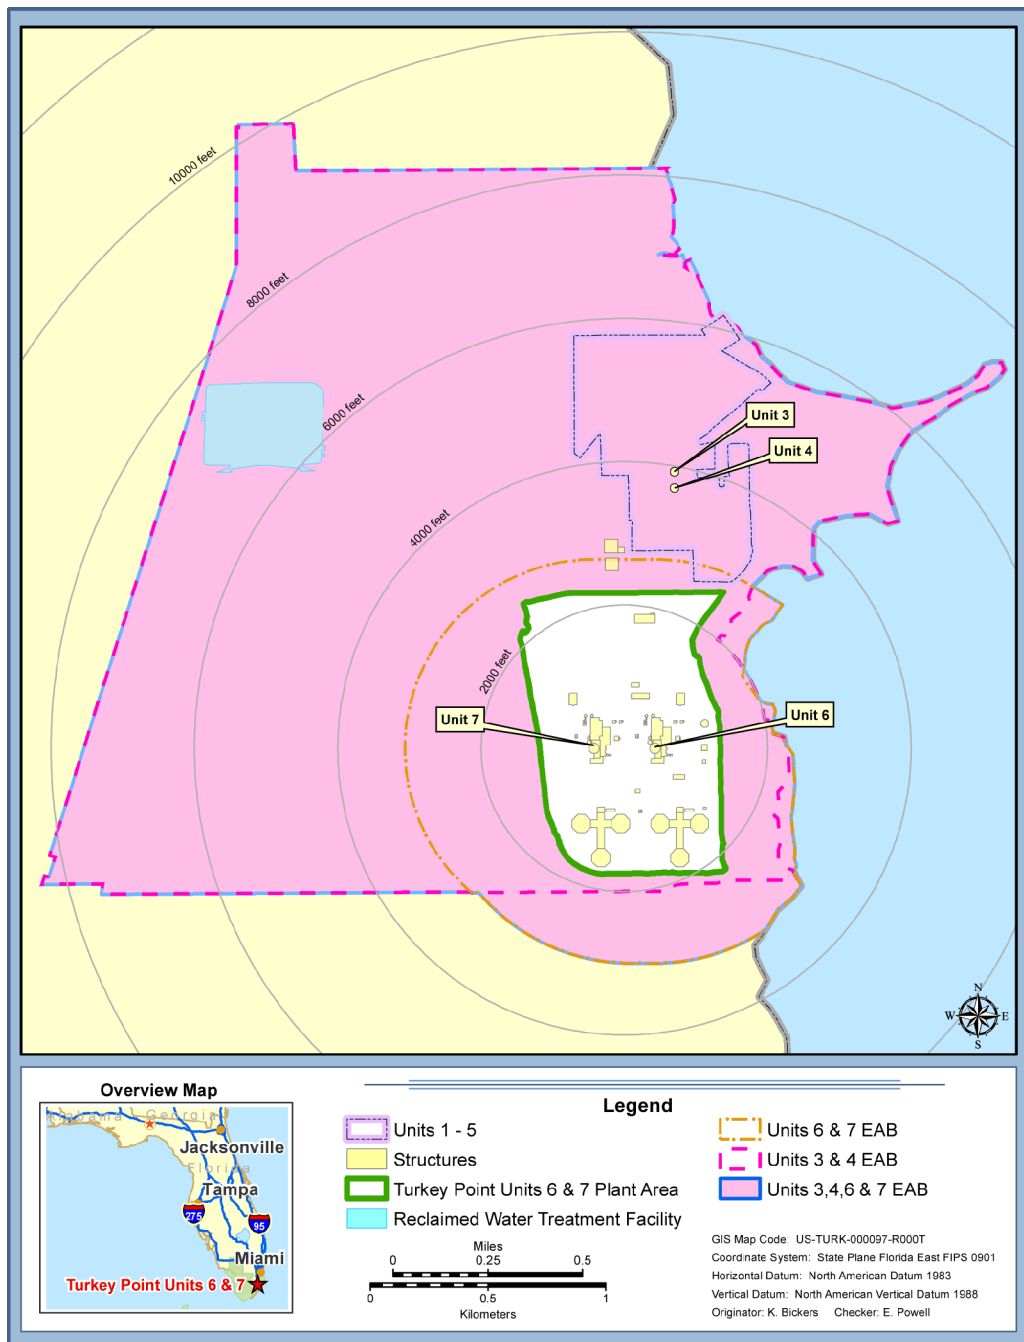 10000 feet
8000 feet
6000 feet
Unit 3
Unit 4
4000 feet
2000 feet
Unit 7
Unit 6
N
W E
S
Overview Map
Alabama Georgia
Jacksonville
Florida
Tampa
275
95
Miami
Turkey Point Units 6 & 7
Legend
Units 1 - 5
Structures
Turkey Point Units 6 & 7 Plant Area
Reclaimed Water Treatment Facility
Units 6 & 7 EAB
Units 3 & 4 EAB
Units 3,4,6 & 7 EAB
Miles
0 0.25 0.5
0 0.5 1
Kilometers
GIS Map Code: US-TURK-000097-R000T
Coordinate System: State Plane Florida East FIPS 0901
Horizontal Datum: North American Datum 1983
Vertical Datum: North American Vertical Datum 1988
Originator: K. Bickers Checker: E. Powell